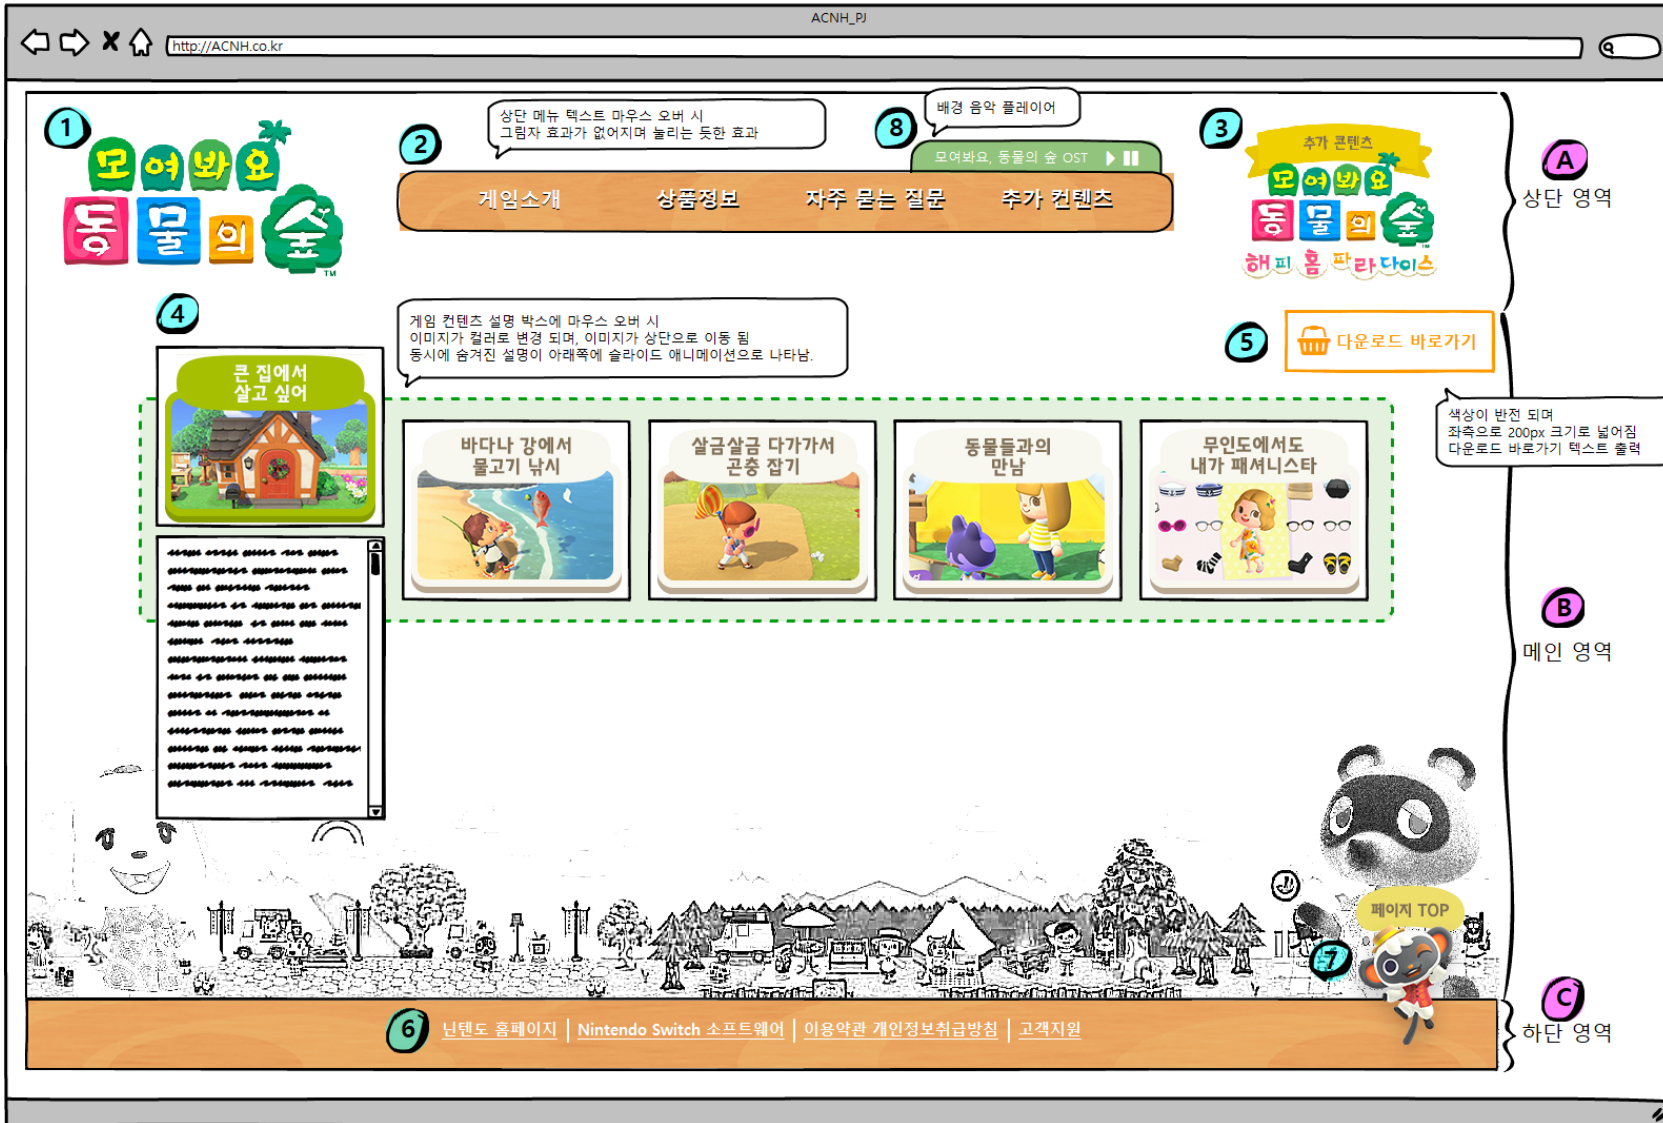 ACNH_PJ
http://ACNH.co.kr
1
모여봐요
동물의 숲
TM
2
상단 메뉴 텍스트 마우스 오버 시
그림자 효과가 없어지며 눌리는 듯한 효과
8
배경 음악 플레이어
모여봐요, 동물의 숲 OST
게임소개
상품정보
자주 묻는 질문
추가 컨텐츠
3
추가 콘텐츠
모여봐요
동물의 숲
TM
해피 홈 파라다이스
A
상단 영역
4
게임 컨텐츠 설명 박스에 마우스 오버 시
이미지가 컬러로 변경 되며, 이미지가 상단으로 이동 됨
동시에 숨겨진 설명이 아래쪽에 슬라이드 애니메이션으로 나타남.
5
다운로드 바로가기
색상이 반전 되며
좌측으로 200px 크기로 넓어짐
다운로드 바로가기 텍스트 출력
큰 집에서
살고 싶어
바다나 강에서
물고기 낚시
살금살금 다가가서
곤충 잡기
동물들과의
만남
무인도에서도
내가 패셔니스타
B
메인 영역
페이지 TOP
7
6
닌텐도 홈페이지 | Nintendo Switch 소프트웨어 | 이용약관 개인정보취급방침 | 고객지원
C
하단 영역